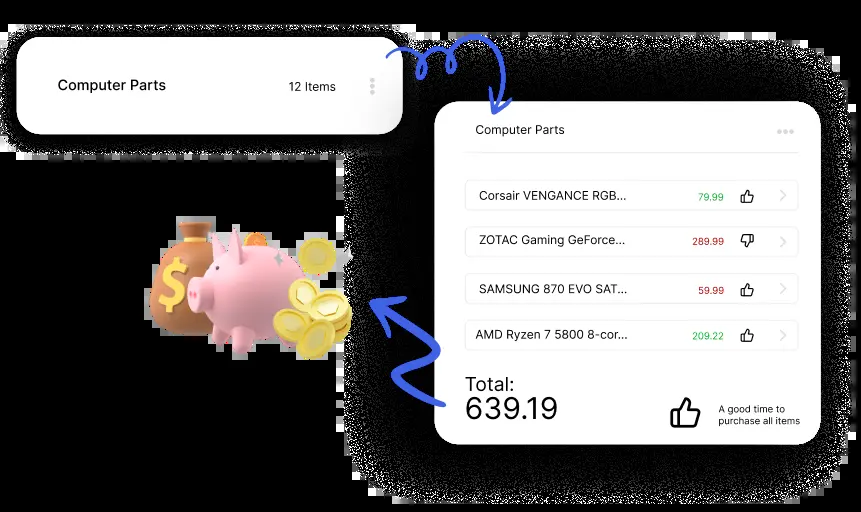 Computer Parts
12 Items
Computer Parts
Corsair VENGANCE RGB...
79.99
ZOTAC Gaming GeForce...
289.99
SAMSUNG 870 EVO SAT...
59.99
AMD Ryzen 7 5800 8-cor...
209.22
Total:
639.19
A good time to
purchase all items
$